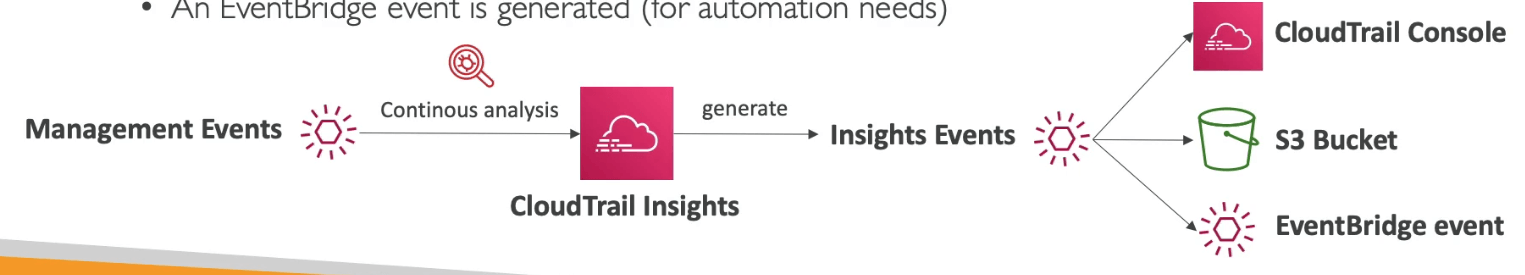 • An EventBridge event is generated (for automation needs)
CloudTrail Console
Continous analysis
generate
Management Events
Insights Events
S3 Bucket
CloudTrail Insights
EventBridge event